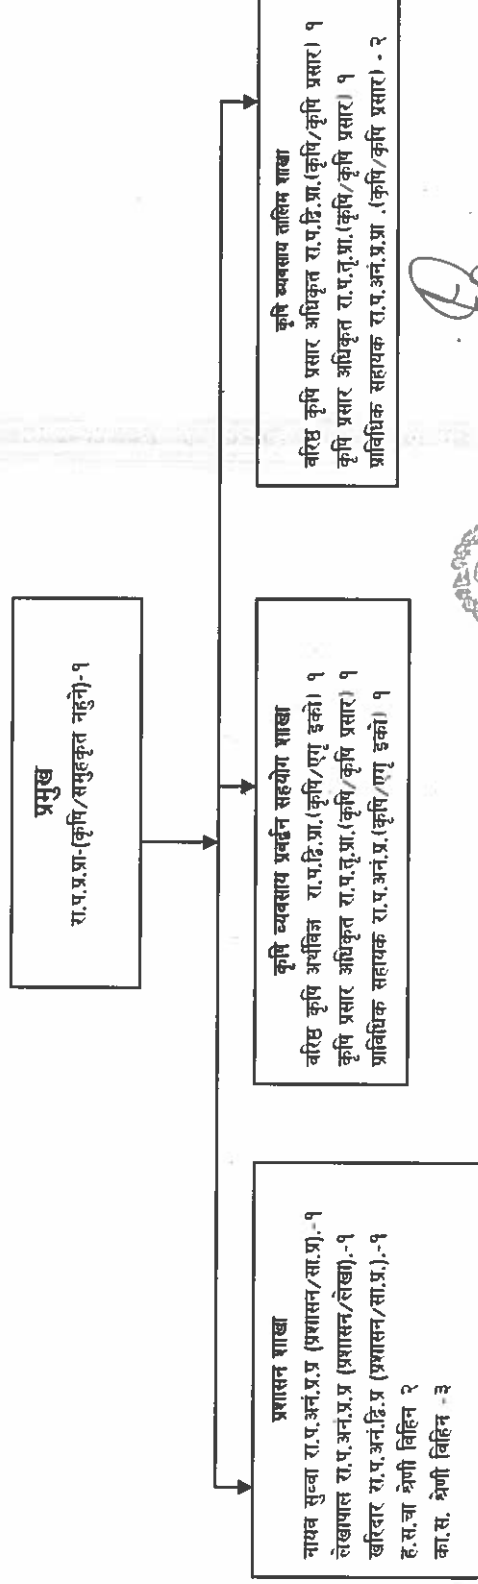 प्रमुख
रा.प.प्र.प्रा-(कृषि/समुहकृत नहुने)-१
प्रशासन शाखा
नायव सुब्वा रा.प.अनं.प्र.प्र (प्रशासन/सा.प्र).-१
लेखापाल रा.प.अनं.प्र.प्र (प्रशासन/लेखा).-१
खरिदार रा.प.अनं.द्वि.प्र (प्रशासन/सा.प्र.).-१
ह.स.चा श्रेणी विहिन २
का.स. श्रेणी विहिन -३
कृषि व्यवसाय प्रवर्द्धन सहयोग शाखा
वरिष्ठ कृषि अर्थविज्ञ रा.प.द्वि.प्रा.(कृषि/एगृ इको) १
कृषि प्रसार अधिकृत रा.प.तृ.प्रा.(कृषि/कृषि प्रसार) १
प्राविधिक सहायक रा.प.अनं.प्र.(कृषि/एगृ इको) १
कृषि व्यवसाय तालिम शाखा
वरिष्ठ कृषि प्रसार अधिकृत रा.प.द्वि.प्रा.(कृषि/कृषि प्रसार) १
कृषि प्रसार अधिकृत रा.प.तृ.प्रा.(कृषि/कृषि प्रसार) १
प्राविधिक सहायक रा.प.अनं.प्र.प्रा .(कृषि/कृषि प्रसार) - २